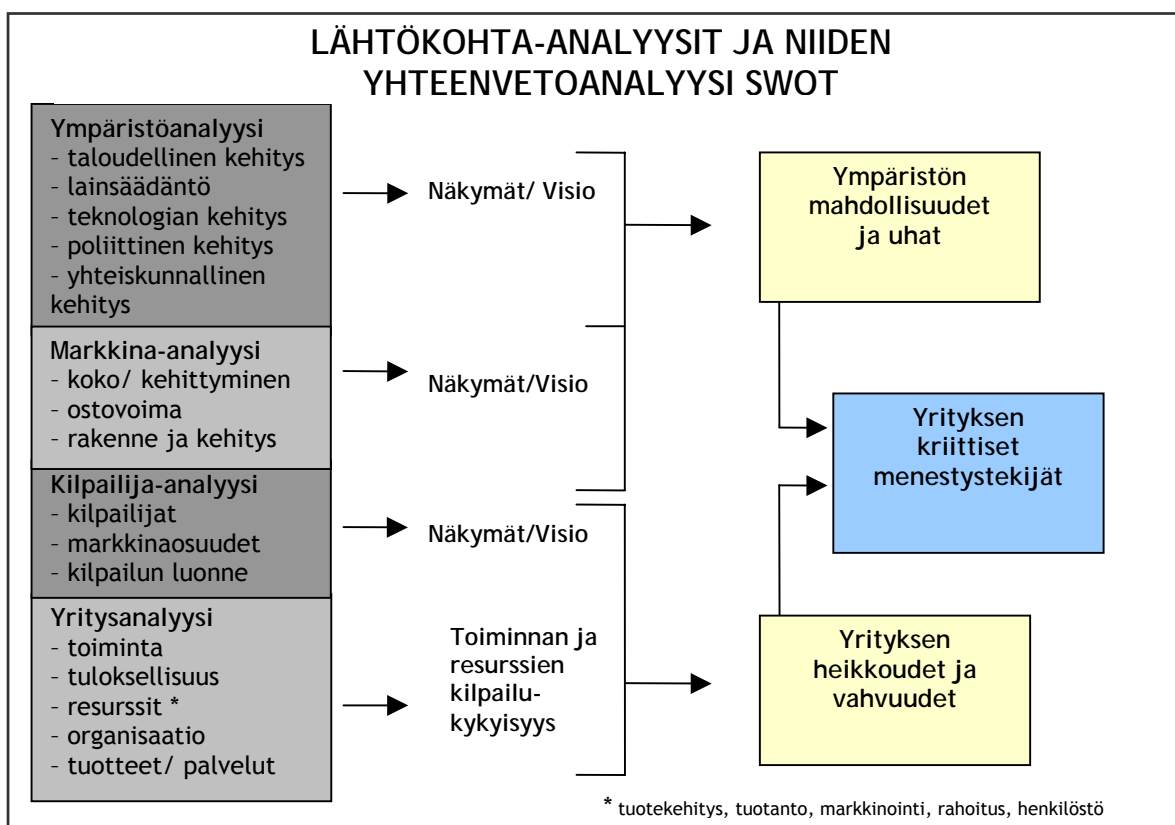 LÄHTÖKOHTA-ANALYYSIT JA NIIDEN
YHTEENVETOANALYYSI SWOT
Ympäristöanalyysi
- taloudellinen kehitys
- lainsäädäntö
- teknologian kehitys
- poliittinen kehitys
- yhteiskunnallinen
kehitys
Näkymät/ Visio
Ympäristön
mahdollisuudet
ja uhat
Markkina-analyysi
- koko/ kehittyminen
- ostovoima
- rakenne ja kehitys
Näkymät/Visio
Yrityksen
kriittiset
menestystekijät
Kilpailija-analyysi
- kilpailijat
- markkinaosuudet
- kilpailun luonne
Näkymät/Visio
Yritysanalyysi
- toiminta
- tuloksellisuus
- resurssit *
- organisaatio
- tuotteet/ palvelut
Toiminnan ja
resurssien
kilpailu-
kykyisyys
Yrityksen
heikkoudet ja
vahvuudet
* tuotekehitys, tuotanto, markkinointi, rahoitus, henkilöstö